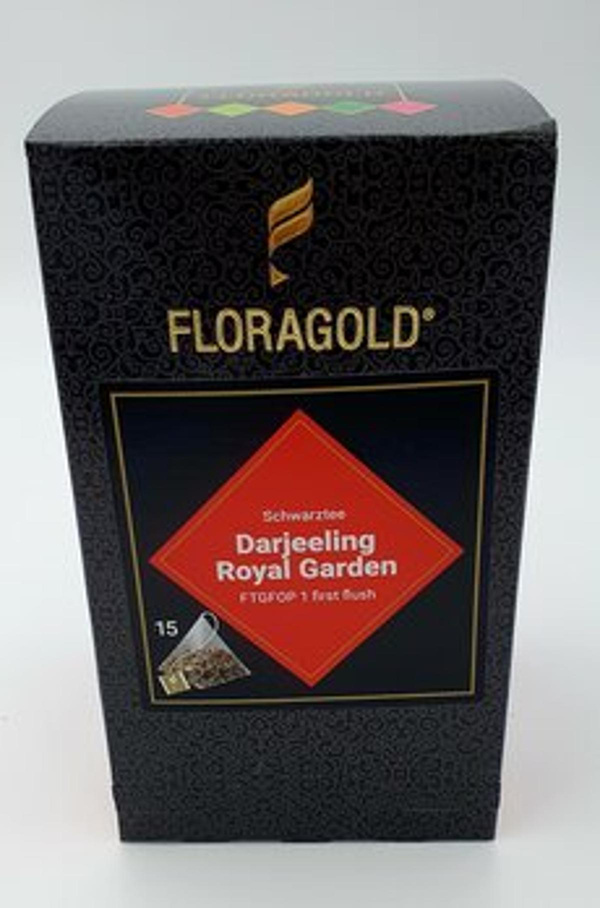 FLORAGOLD®
Schwarztee
Darjeeling
Royal Garden
FTGFOP 1 first flush
15